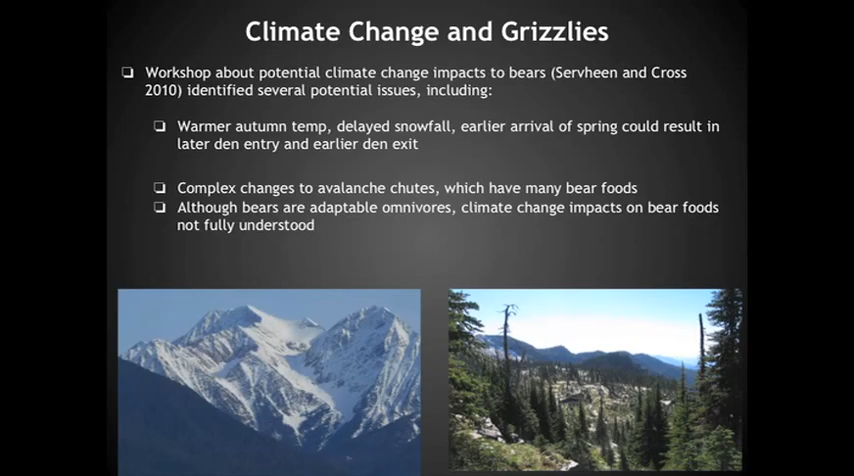 Climate Change and Grizzlies
❑ Workshop about potential climate change impacts to bears (Servheen and Cross
2010) identified several potential issues, including:
❑ Warmer autumn temp, delayed snowfall, earlier arrival of spring could result in
later den entry and earlier den exit
❑ Complex changes to avalanche chutes, which have many bear foods
❑ Although bears are adaptable omnivores, climate change impacts on bear foods
not fully understood